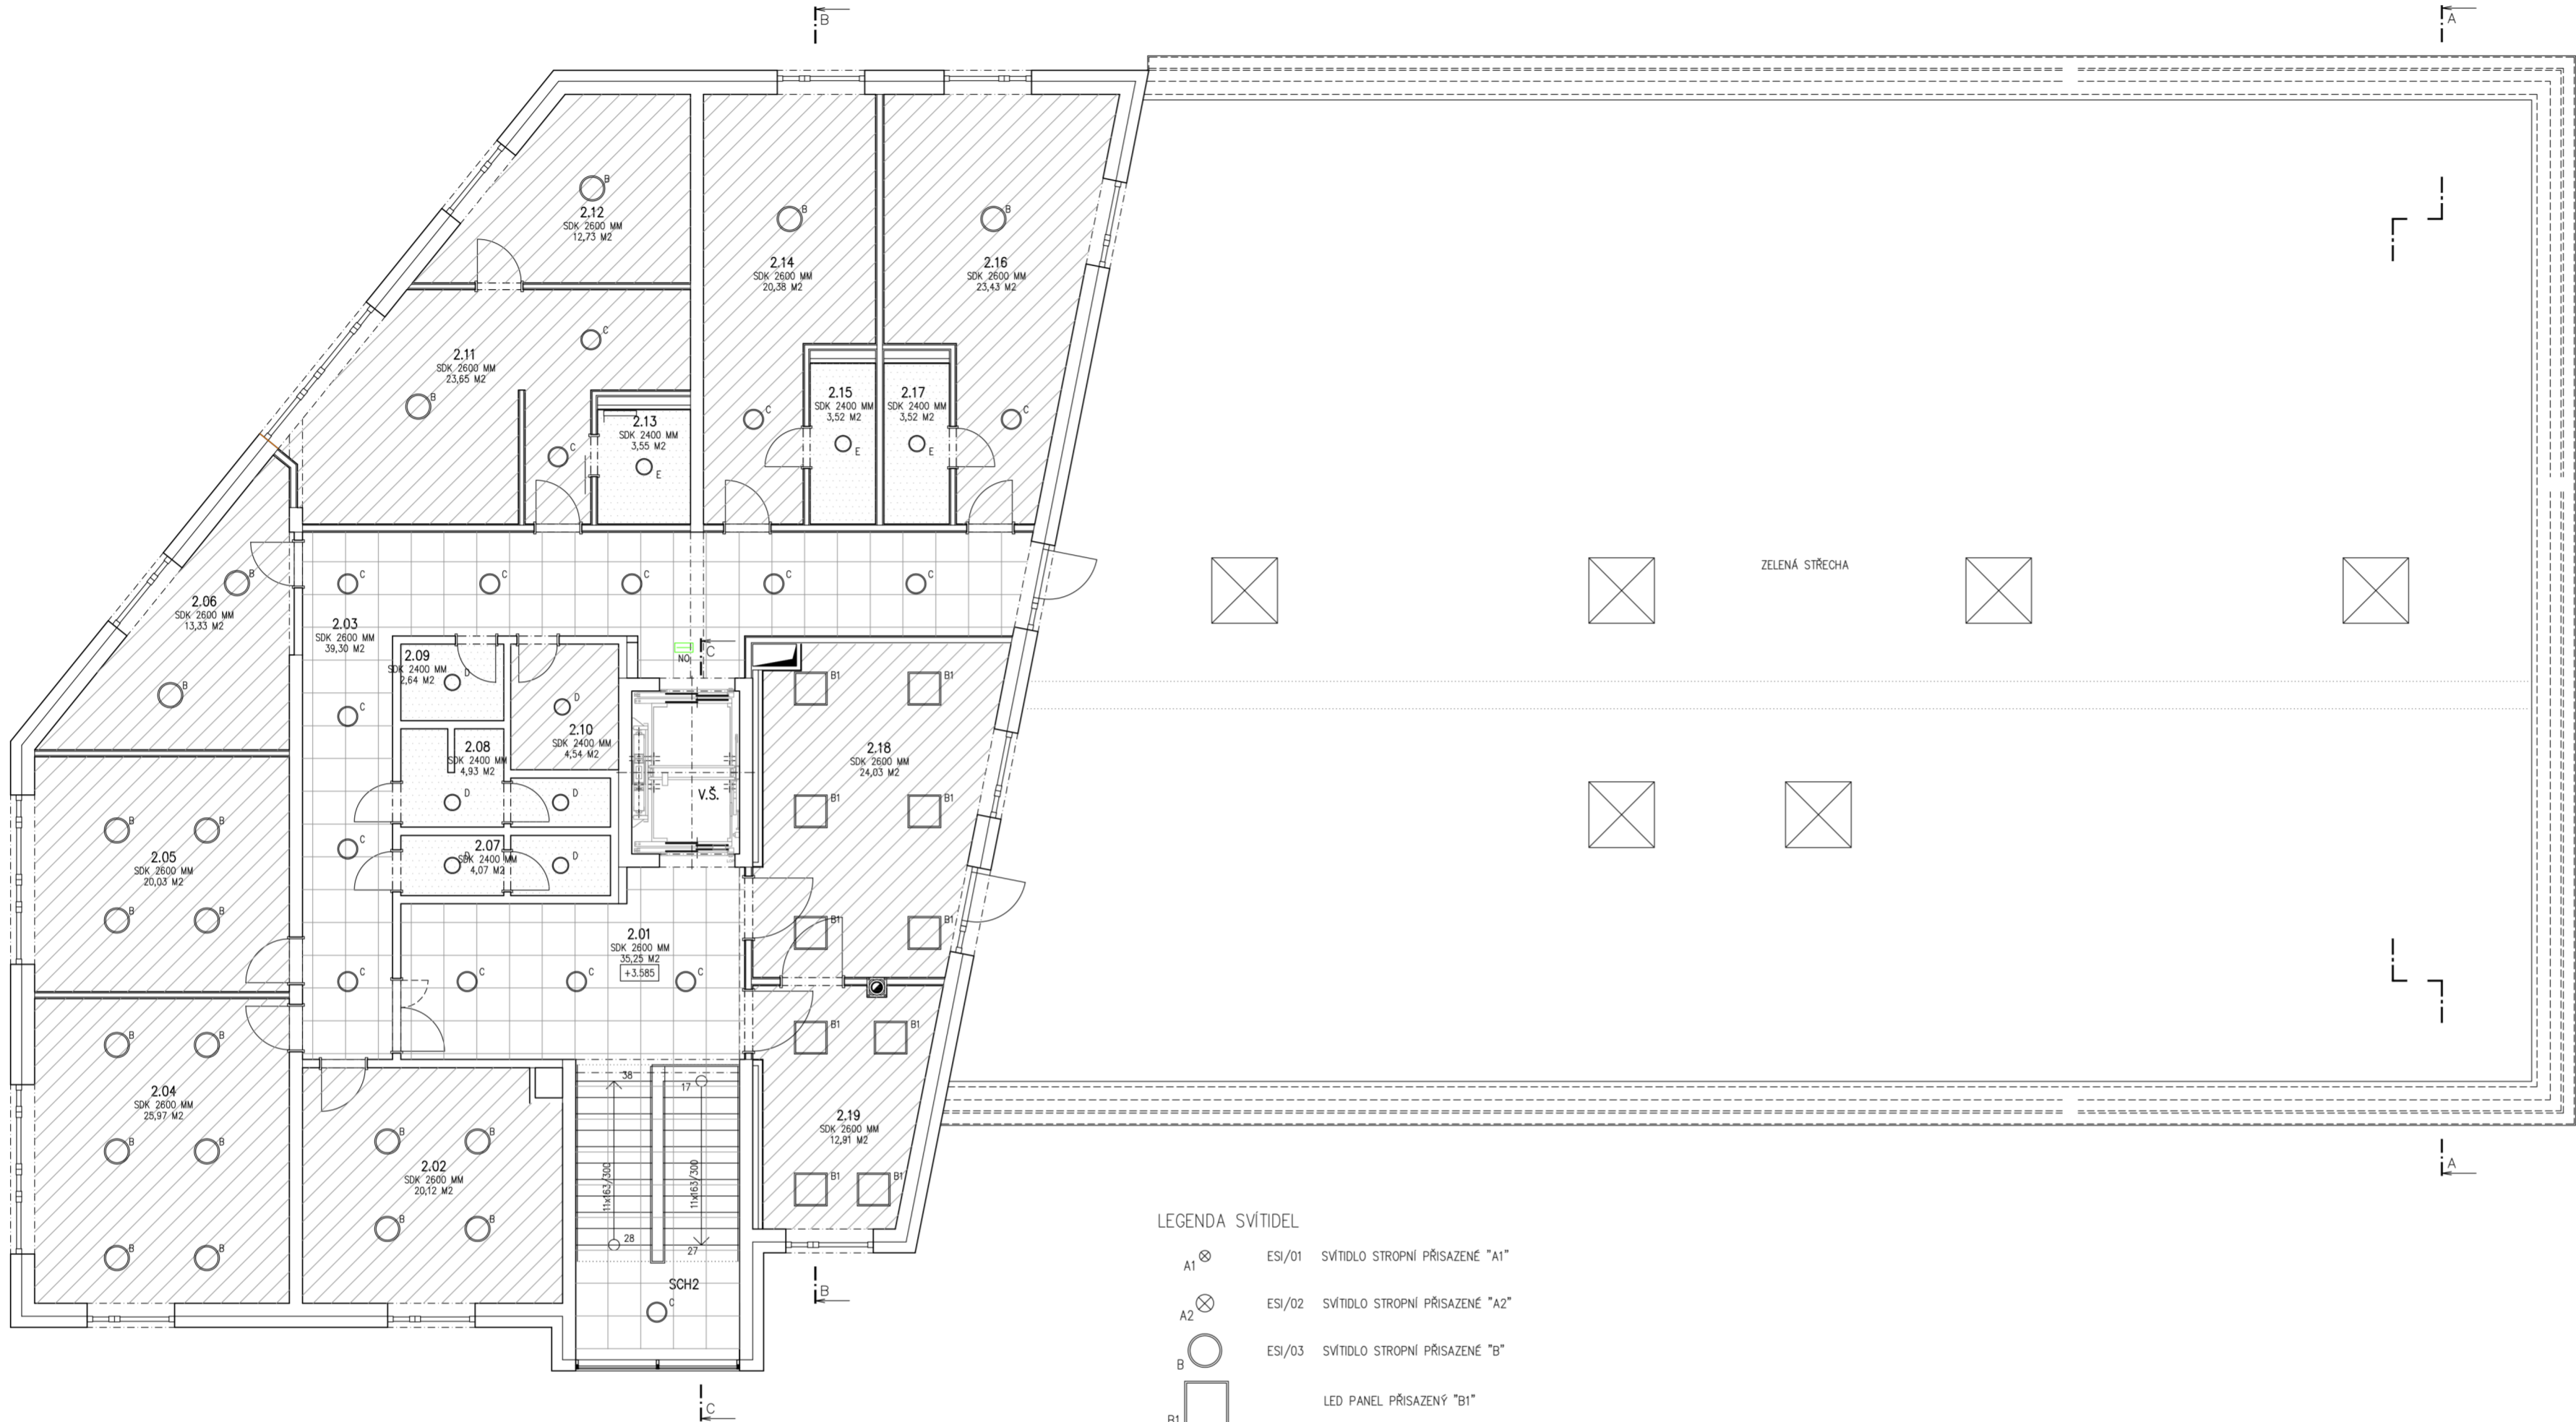 B
A
B
2.12
SDK 2600 MM
12,73 M2
B
2.14
SDK 2600 MM
20,38 M2
B
2.16
SDK 2600 MM
23,43 M2
C
2.11
SDK 2600 MM
23,65 M2
B
C
2.13
SDK 2400 MM
3,55 M2
E
C
2.15
SDK 2400 MM
3,52 M2
E
2.17
SDK 2400 MM
3,52 M2
E
C
ZELENÁ STŘECHA
B
2.06
SDK 2600 MM
13,33 M2
B
C
C
C
C
C
2.03
SDK 2600 MM
39,30 M2
NO
C
2.09
SDK 2400 MM
2,64 M2
D
D
2.10
SDK 2400 MM
4,54 M2
C
2.08
SDK 2400 MM
4,93 M2
D
D
V.Š.
B1
B1
2.18
SDK 2600 MM
24,03 M2
B1
B1
B
B
2.05
SDK 2600 MM
20,03 M2
B
B
C
2.07
SDK 2400 MM
4,07 M2
D
D
B1
B1
2.01
SDK 2600 MM
35,25 M2
+3.585
C
C
C
C
B
B
2.04
SDK 2600 MM
25,97 M2
B
B
B
B
B
B
2.02
SDK 2600 MM
20,12 M2
B
B
38
17
11x163/300
11x163/300
28
27
SCH2
C
B1
B1
2.19
SDK 2600 MM
12,91 M2
B1
B1
A
B
C
LEGENDA SVÍTIDEL
A1 ESI/01 SVÍTIDLO STROPNÍ PŘISAZENÉ "A1"
A2 ESI/02 SVÍTIDLO STROPNÍ PŘISAZENÉ "A2"
B ESI/03 SVÍTIDLO STROPNÍ PŘISAZENÉ "B"
B1 LED PANEL PŘISAZENÝ "B1"